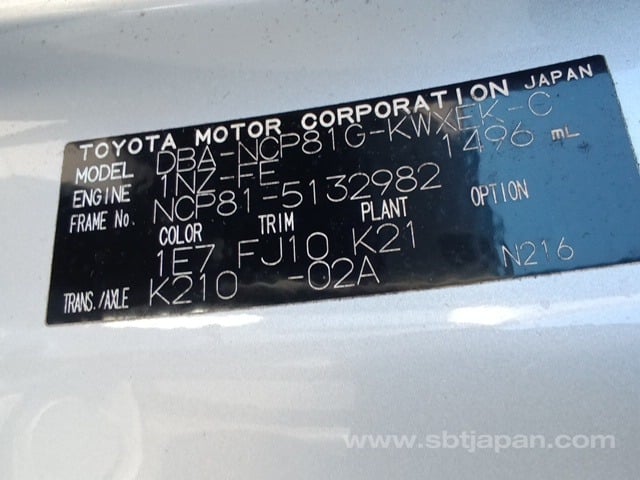 TOYOTA MOTOR CORPORATION JAPAN
MODEL DBA-NCP81G-KWXEK-G
ENGINE 1NZ-FE 1496 mL
FRAME No. NCP81-5132982
COLOR TRIM PLANT OPTION
1E7 FJ10 K21
TRANS./AXLE K210 -02A N216
www.sbtjapan.com